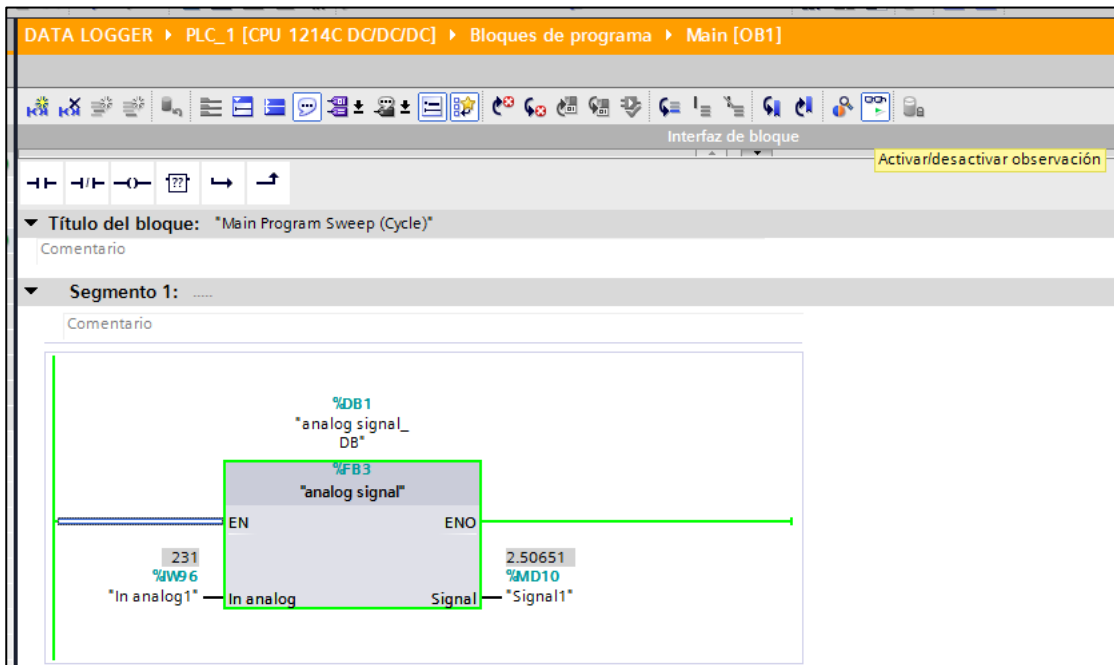 DATA LOGGER ▸ PLC_1 [CPU 1214C DC/DC/DC] ▸ Bloques de programa ▸ Main [OB1]
Interfaz de bloque
Activar/desactivar observación
??
Título del bloque: "Main Program Sweep (Cycle)"
Comentario
Segmento 1: .....
Comentario
%DB1
"analog signal_
DB"
%FB3
"analog signal"
EN ENO
231 2.50651
%IW96 %MD10
"In analog1" In analog Signal "Signal1"